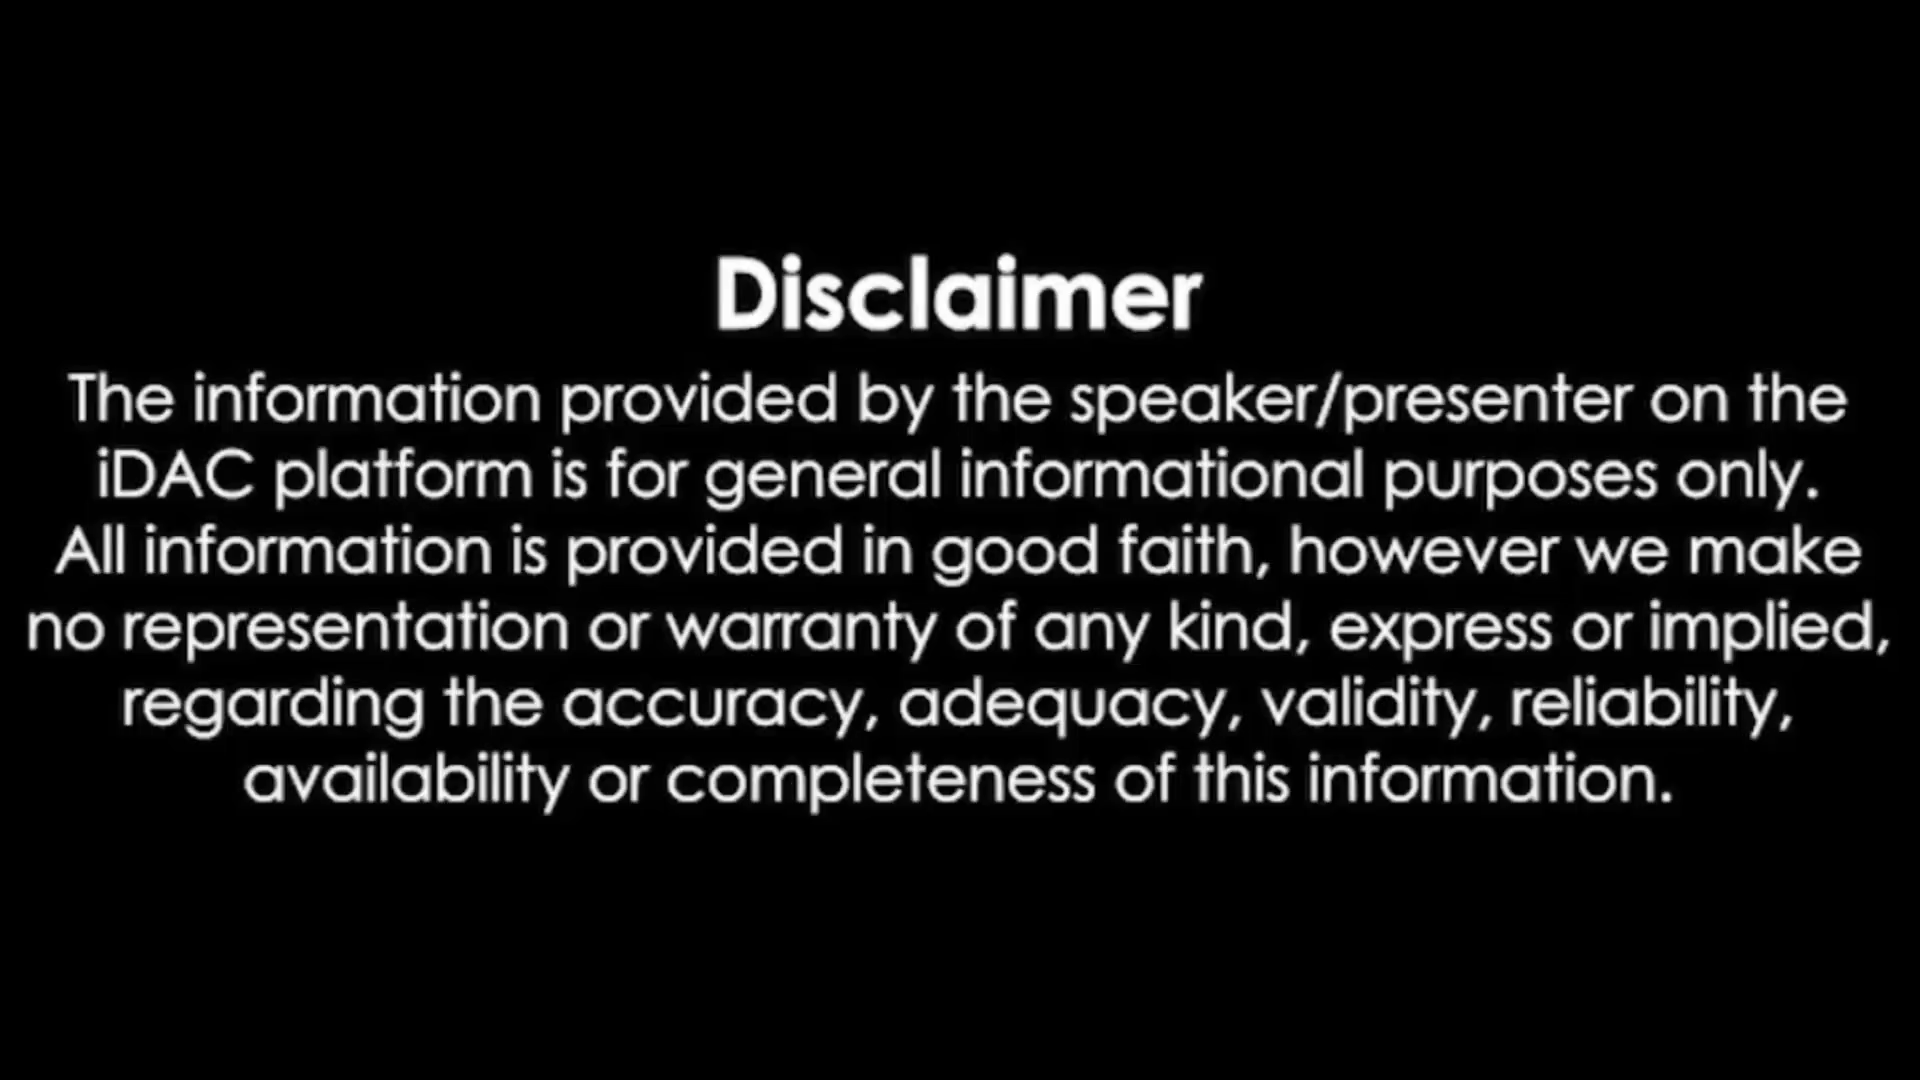 Disclaimer
The information provided by the speaker/presenter on the
iDAC platform is for general informational purposes only.
All information is provided in good faith, however we make
no representation or warranty of any kind, express or implied,
regarding the accuracy, adequacy, validity, reliability,
availability or completeness of this information.